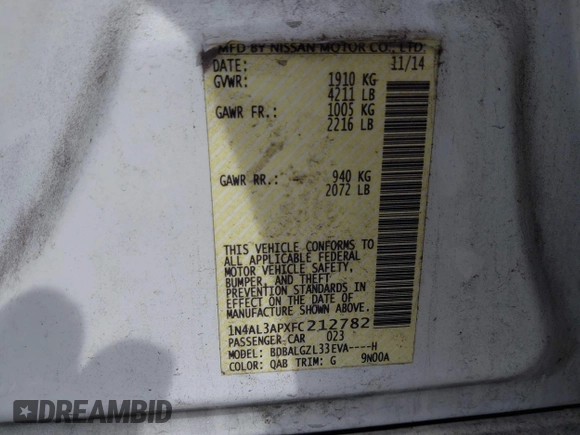 MFD BY NISSAN MOTOR CO., LTD.
DATE: 11/14
GVWR: 1910 KG
4211 LB
GAWR FR.: 1005 KG
2216 LB
GAWR RR.: 940 KG
2072 LB
THIS VEHICLE CONFORMS TO
ALL APPLICABLE FEDERAL
MOTOR VEHICLE SAFETY,
BUMPER, AND THEFT
PREVENTION STANDARDS IN
EFFECT ON THE DATE OF
MANUFACTURE SHOWN ABOVE.
1N4AL3APXFC212782
PASSENGER CAR 023
MODEL: BDBALGZL33EVA----H
COLOR: QAB TRIM: G 9N00A
DREAMBID